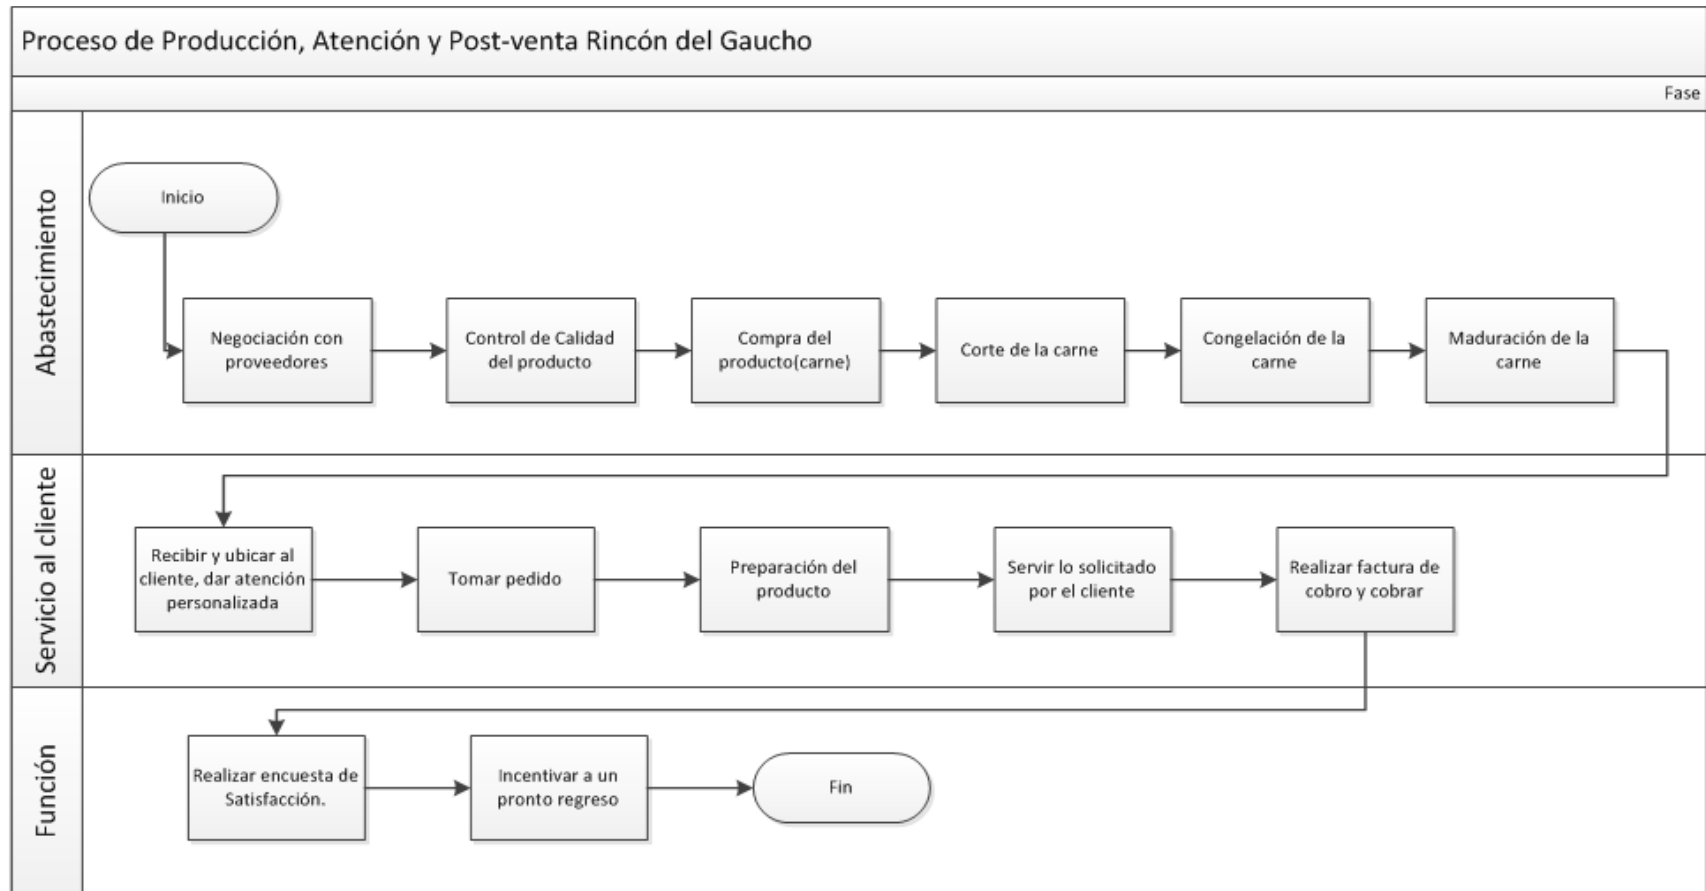 Proceso de Producción, Atención y Post-venta Rincón del Gaucho
Fase
Abastecimiento
Inicio
Negociación con
proveedores
Control de Calidad
del producto
Compra del
producto(carne)
Corte de la carne
Congelación de la
carne
Maduración de la
carne
Servicio al cliente
Recibir y ubicar al
cliente, dar atención
personalizada
Tomar pedido
Preparación del
producto
Servir lo solicitado
por el cliente
Realizar factura de
cobro y cobrar
Función
Realizar encuesta de
Satisfacción.
Incentivar a un
pronto regreso
Fin